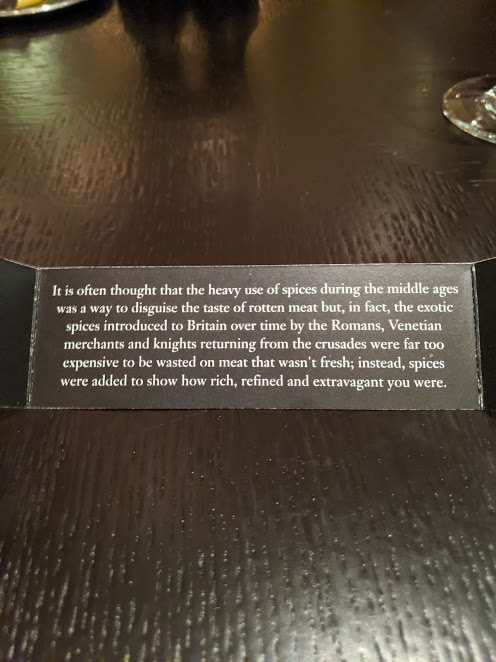 It is often thought that the heavy use of spices during the middle ages
was a way to disguise the taste of rotten meat but, in fact, the exotic
spices introduced to Britain over time by the Romans, Venetian
merchants and knights returning from the crusades were far too
expensive to be wasted on meat that wasn't fresh; instead, spices
were added to show how rich, refined and extravagant you were.